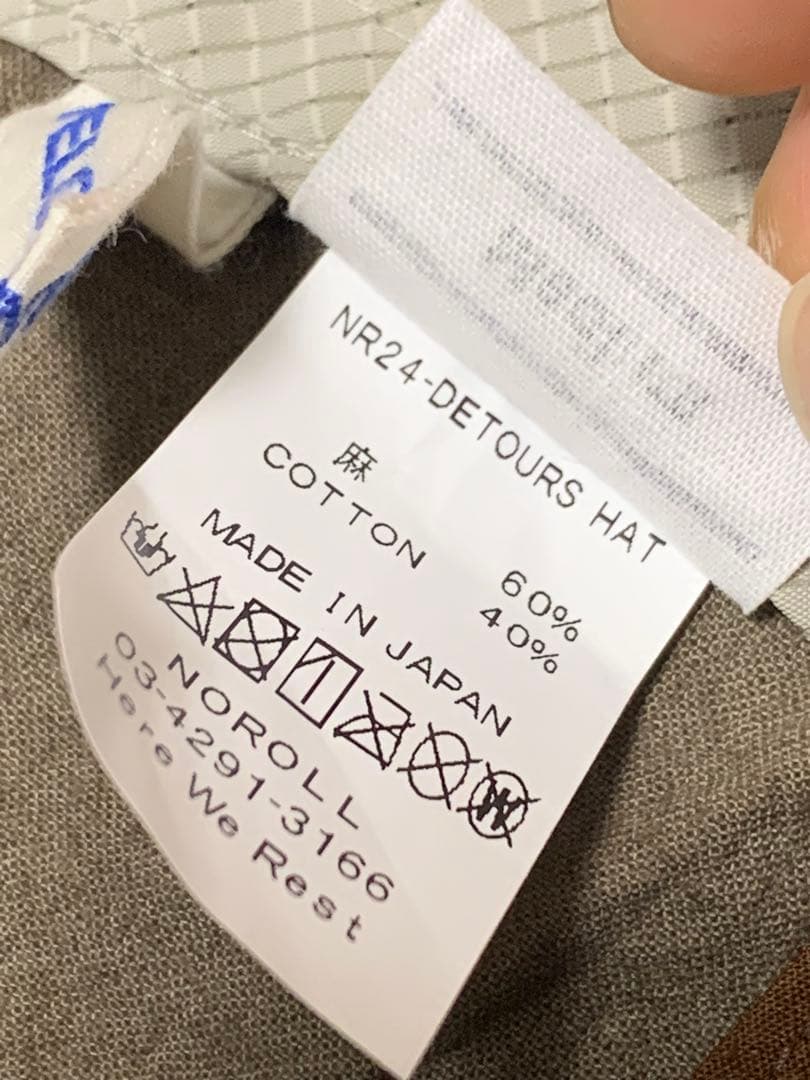 NR24-DETOURS HAT
麻 60%
COTTON 40%
MADE IN JAPAN
NOROLL
03-4291-3166
Here We Rest